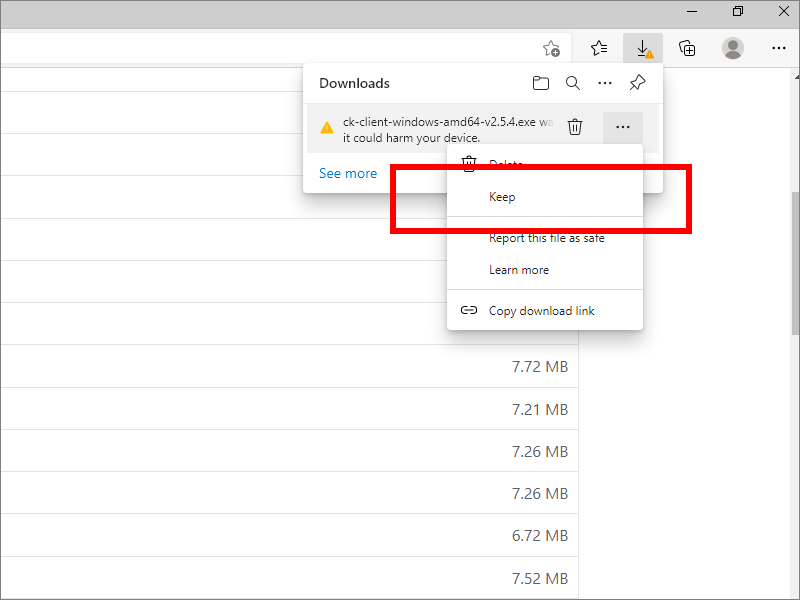 Downloads
ck-client-windows-amd64-v2.5.4.exe wa
it could harm your device.
See more
Delete
Keep
Report this file as safe
Learn more
Copy download link
7.72 MB
7.21 MB
7.26 MB
7.26 MB
6.72 MB
7.52 MB